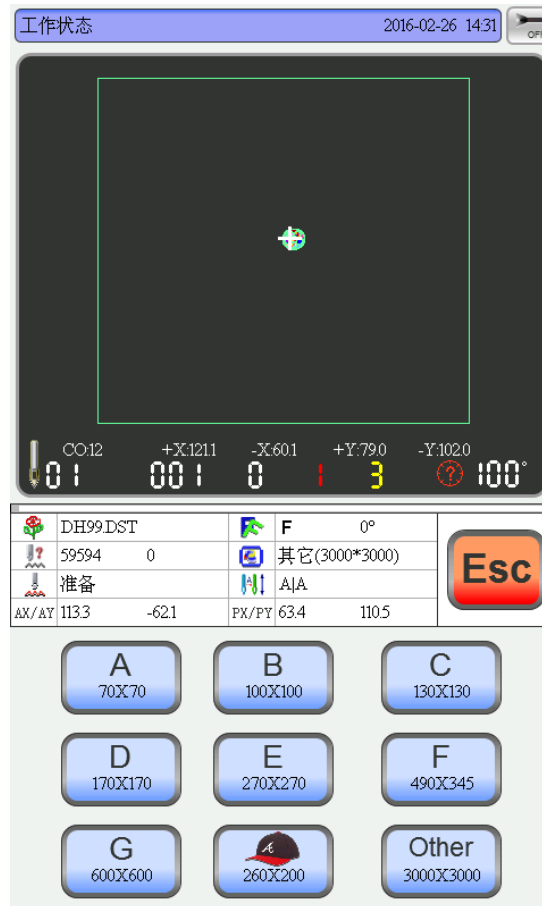 工作状态 2016-02-26 14:31 OFF
CO:12 +X:121.1 -X:60.1 +Y:79.0 -Y:102.0
01 001 0 1 3 ? 100°
DH99.DST F 0°
59594 0 其它(3000*3000)
准备 A|A
AX/AY 113.3 -62.1 PX/PY 63.4 110.5
Esc
A B C
70X70 100X100 130X130
D E F
170X170 270X270 490X345
G A Other
600X600 260X200 3000X3000